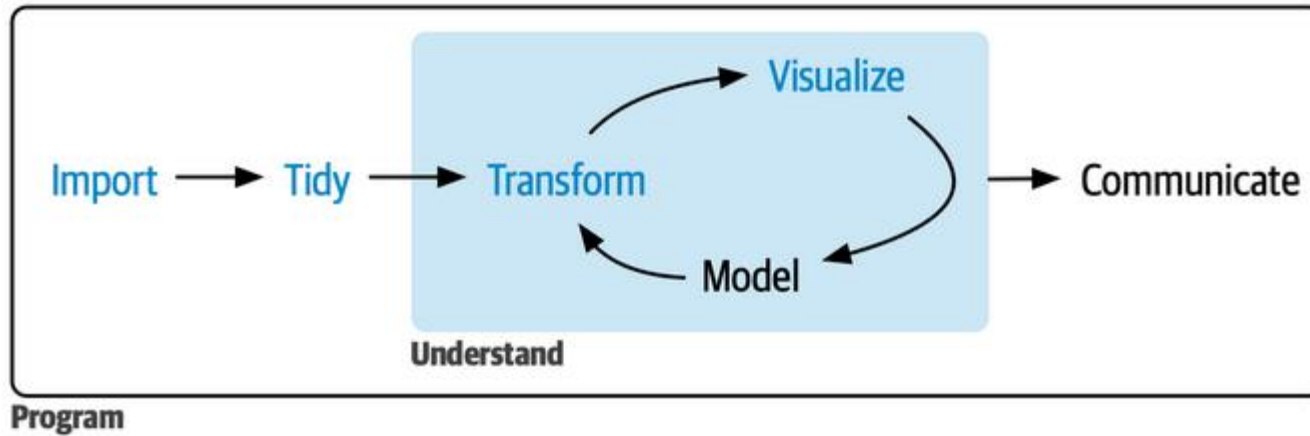 Visualize
Import
Tidy
Transform
Communicate
Model
Understand
Program